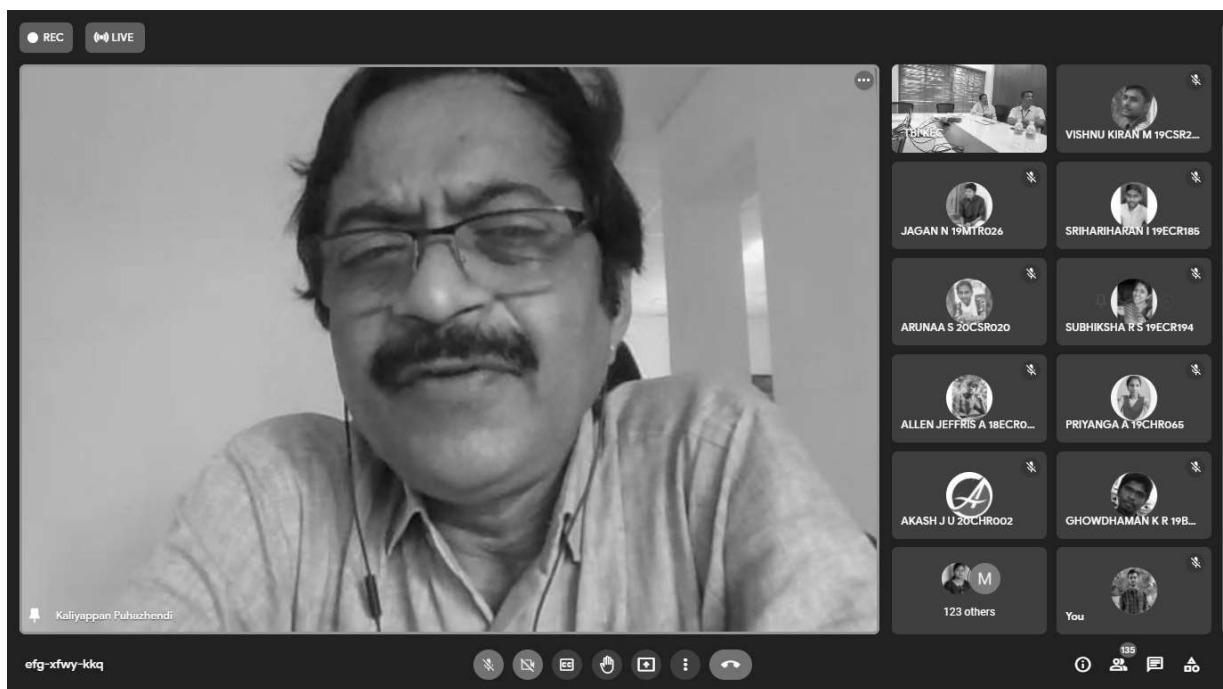 REC
LIVE
TBI KEC
VISHNU KIRAN M 19CSR2...
JAGAN N 19MTR026
SRIHARIHARAN I 19ECR185
ARUNAA S 20CSR020
SUBHIKSHA R S 19ECR194
ALLEN JEFFRIS A 18ECR0...
PRIYANGA A 19CHR065
A
AKASH J U 20CHR002
GHOWDHAMAN K R 19B...
M
123 others
You
Kaliyappan Puhazhendi
efg-xfwy-kkq
CC
135